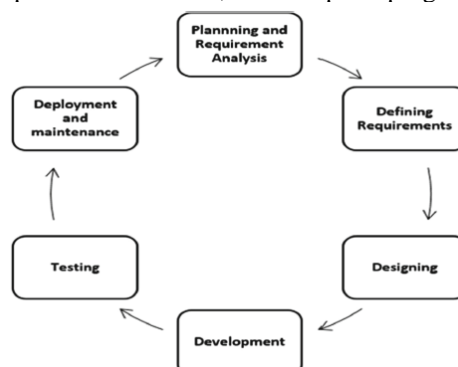 Plannning and
Requirement
Analysis
Defining
Requirements
Designing
Development
Testing
Deployment
and
maintenance